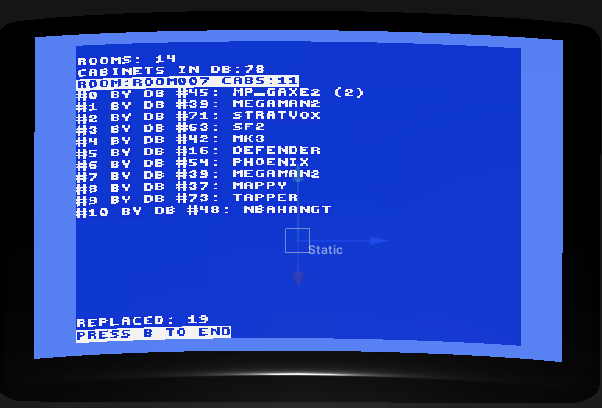 ROOMS: 14
CABINETS IN DB:78
ROOM:ROOM007 CABS:11
#0 BY DB #45: MP_GAXE2 (2)
#1 BY DB #39: MEGAMAN2
#2 BY DB #71: STRATVOX
#3 BY DB #63: SF2
#4 BY DB #42: MK3
#5 BY DB #16: DEFENDER
#6 BY DB #54: PHOENIX
#7 BY DB #39: MEGAMAN2
#8 BY DB #37: MAPPY
#9 BY DB #73: TAPPER
#10 BY DB #48: NBAHANGT
Static
REPLACED: 19
PRESS B TO END